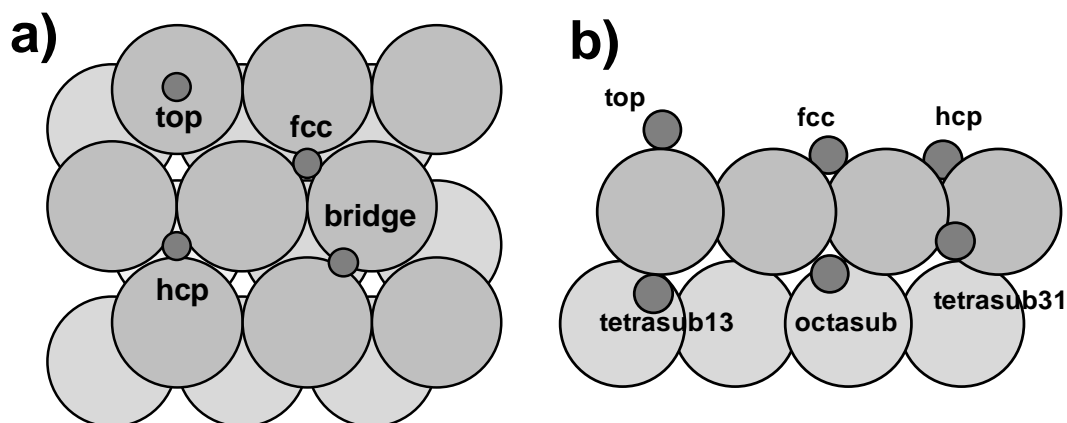 a)
top
fcc
bridge
hcp
b)
top
fcc
hcp
tetrasub13
octasub
tetrasub31